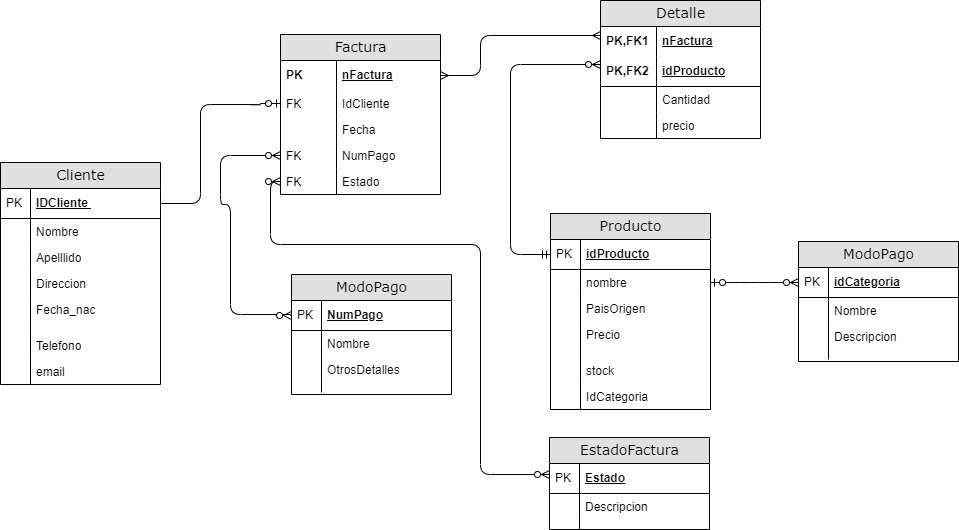 Detalle
PK,FK1 nFactura
PK,FK2 idProducto
Cantidad
precio
Factura
PK nFactura
FK IdCliente
Fecha
FK NumPago
FK Estado
Cliente
PK IDCliente
Nombre
Apelllido
Direccion
Fecha_nac
Telefono
email
ModoPago
PK NumPago
Nombre
OtrosDetalles
Producto
PK idProducto
nombre
PaisOrigen
Precio
stock
IdCategoria
ModoPago
PK idCategoria
Nombre
Descripcion
EstadoFactura
PK Estado
Descripcion